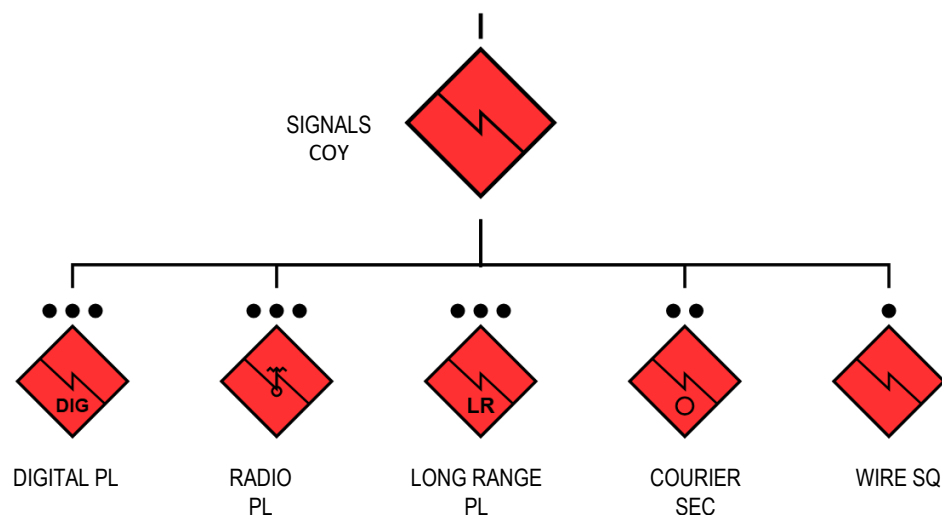 SIGNALS
COY
DIG
LR
DIGITAL PL
RADIO
PL
LONG RANGE
PL
COURIER
SEC
WIRE SQ